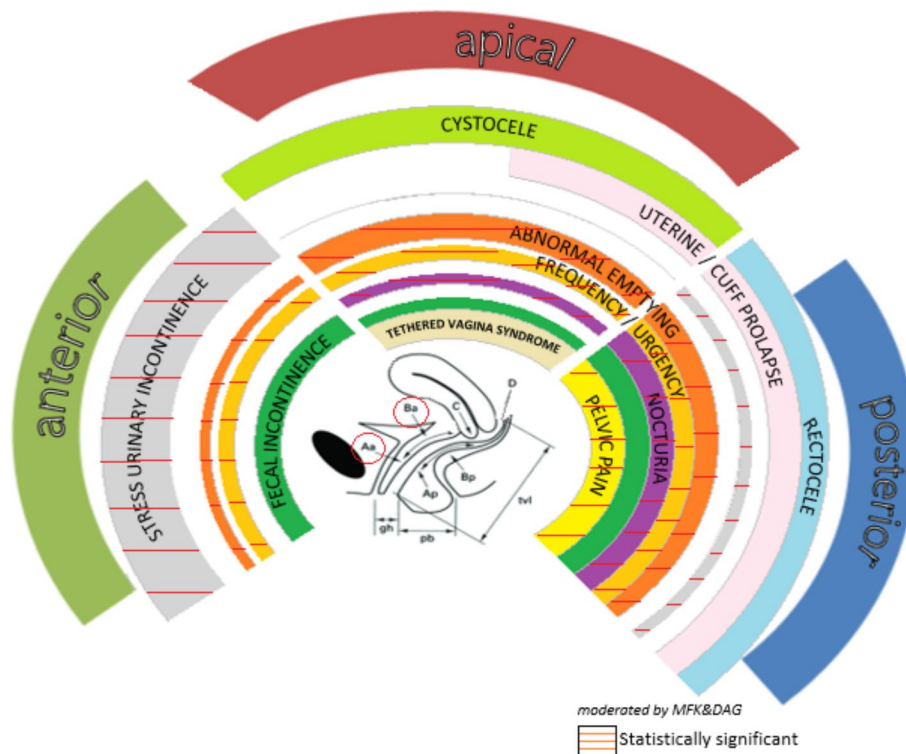 apical
CYSTOCELE
UTERINE / CUFF PROLAPSE
ABNORMAL EMPTYING
FREQUENCY / URGENCY
TETHERED VAGINA SYNDROME
anterior
STRESS URINARY INCONTINENCE
FECAL INCONTINENCE
PELVIC PAIN
NOCTURIA
RECTOCELE
posterior
D
Ba
C
Aa
Bp
Ap
tvl
gh
pb
moderated by MFK&DAG
Statistically significant